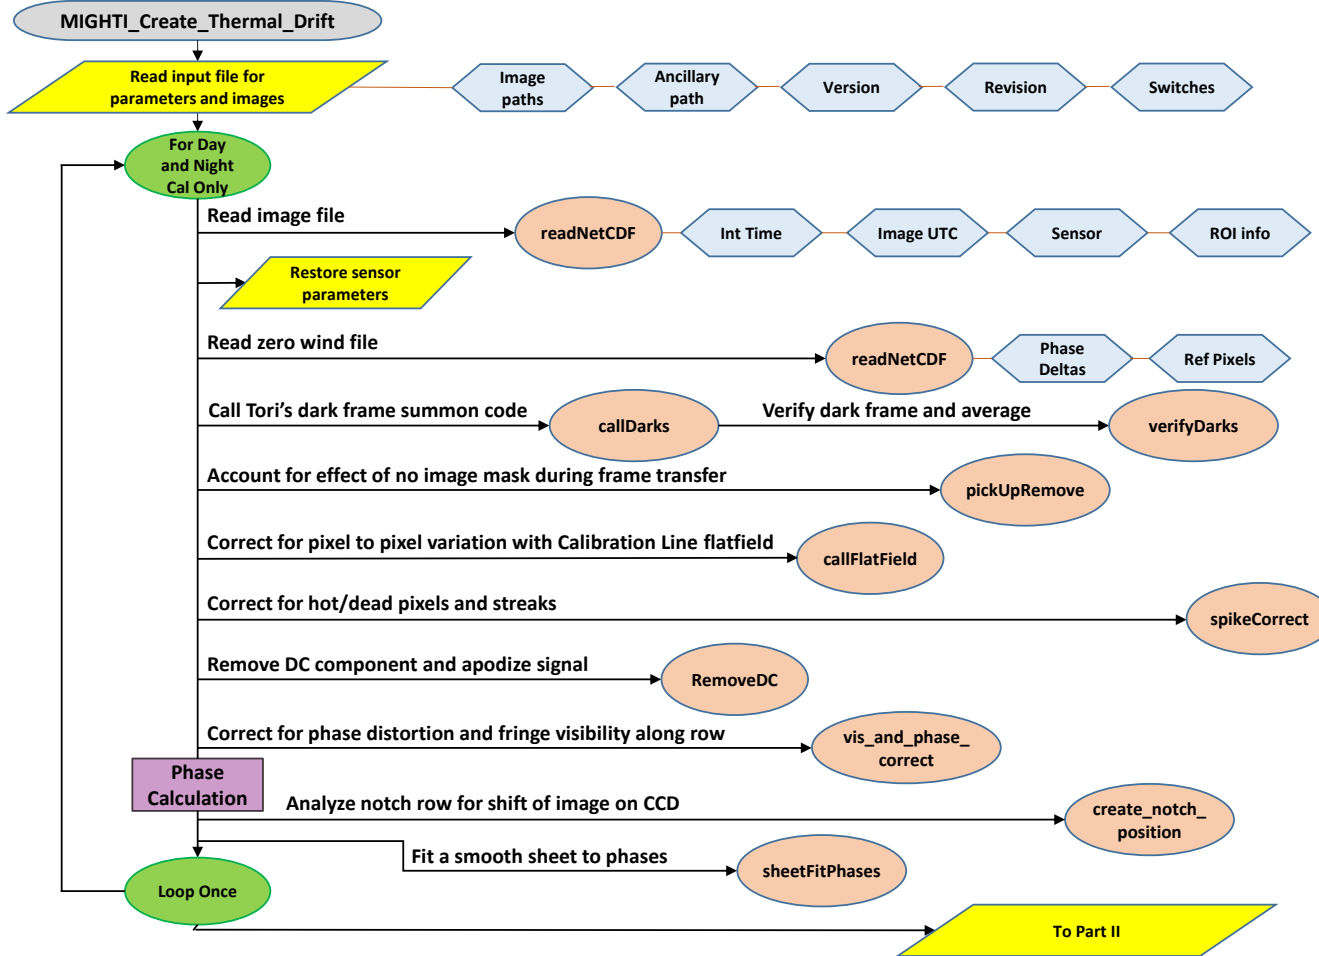 MIGHTI_Create_Thermal_Drift
Read input file for
parameters and images
Image
paths
Ancillary
path
Version
Revision
Switches
For Day
and Night
Cal Only
Read image file
readNetCDF
Int Time
Image UTC
Sensor
ROI info
Restore sensor
parameters
Read zero wind file
readNetCDF
Phase
Deltas
Ref Pixels
Call Tori's dark frame summon code
callDarks
Verify dark frame and average
verifyDarks
Account for effect of no image mask during frame transfer
pickUpRemove
Correct for pixel to pixel variation with Calibration Line flatfield
callFlatField
Correct for hot/dead pixels and streaks
spikeCorrect
Remove DC component and apodize signal
RemoveDC
Correct for phase distortion and fringe visibility along row
vis_and_phase_
correct
Phase
Calculation
Analyze notch row for shift of image on CCD
create_notch_
position
Fit a smooth sheet to phases
sheetFitPhases
Loop Once
To Part II